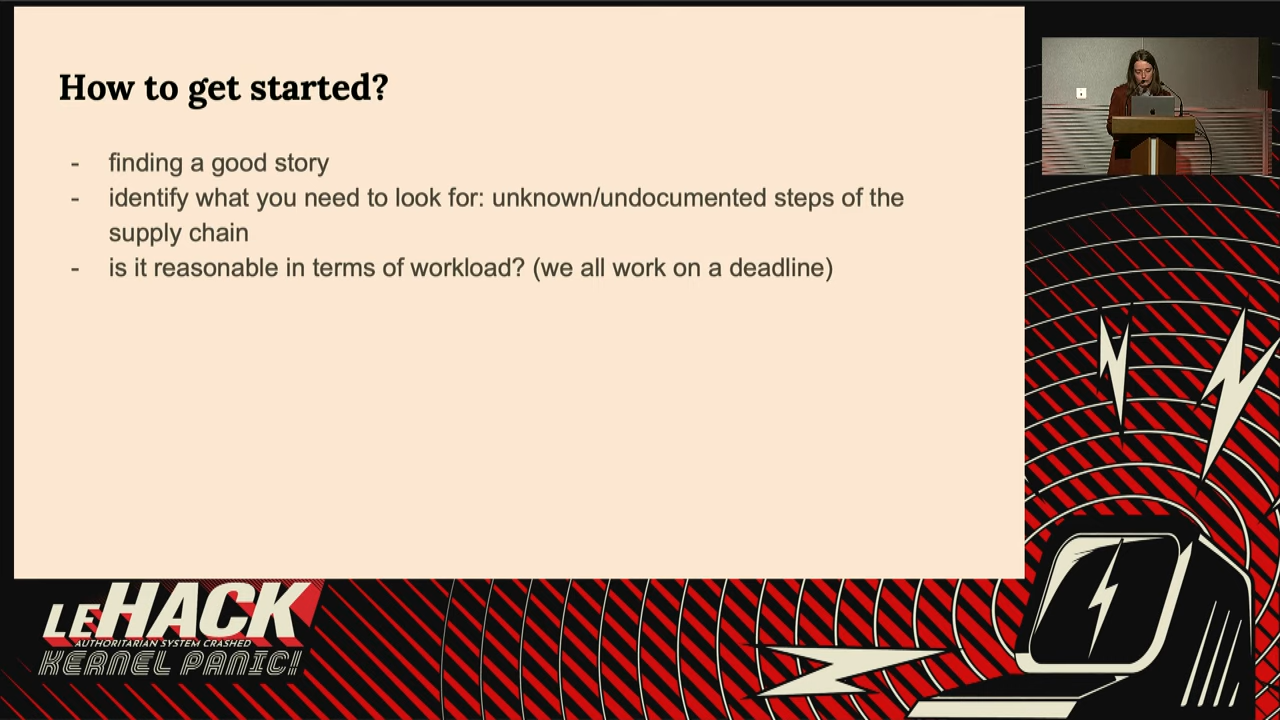 How to get started?
- finding a good story
- identify what you need to look for: unknown/undocumented steps of the
supply chain
- is it reasonable in terms of workload? (we all work on a deadline)
LEHACK
AUTHORITARIAN SYSTEM CRASHED
KERNEL PANIC!